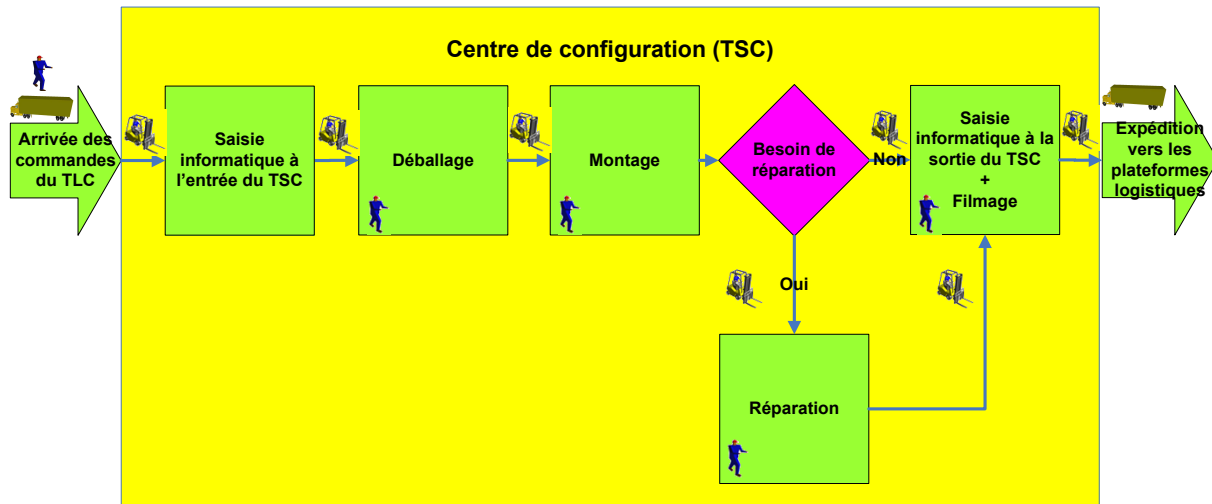 Centre de configuration (TSC)
Arrivée des
commandes
du TLC
Saisie
informatique à
l'entrée du TSC
Déballage
Montage
Besoin de
réparation
Non
Saisie
informatique à la
sortie du TSC
+
Filmage
Expédition
vers les
plateformes
logistiques
Oui
Réparation